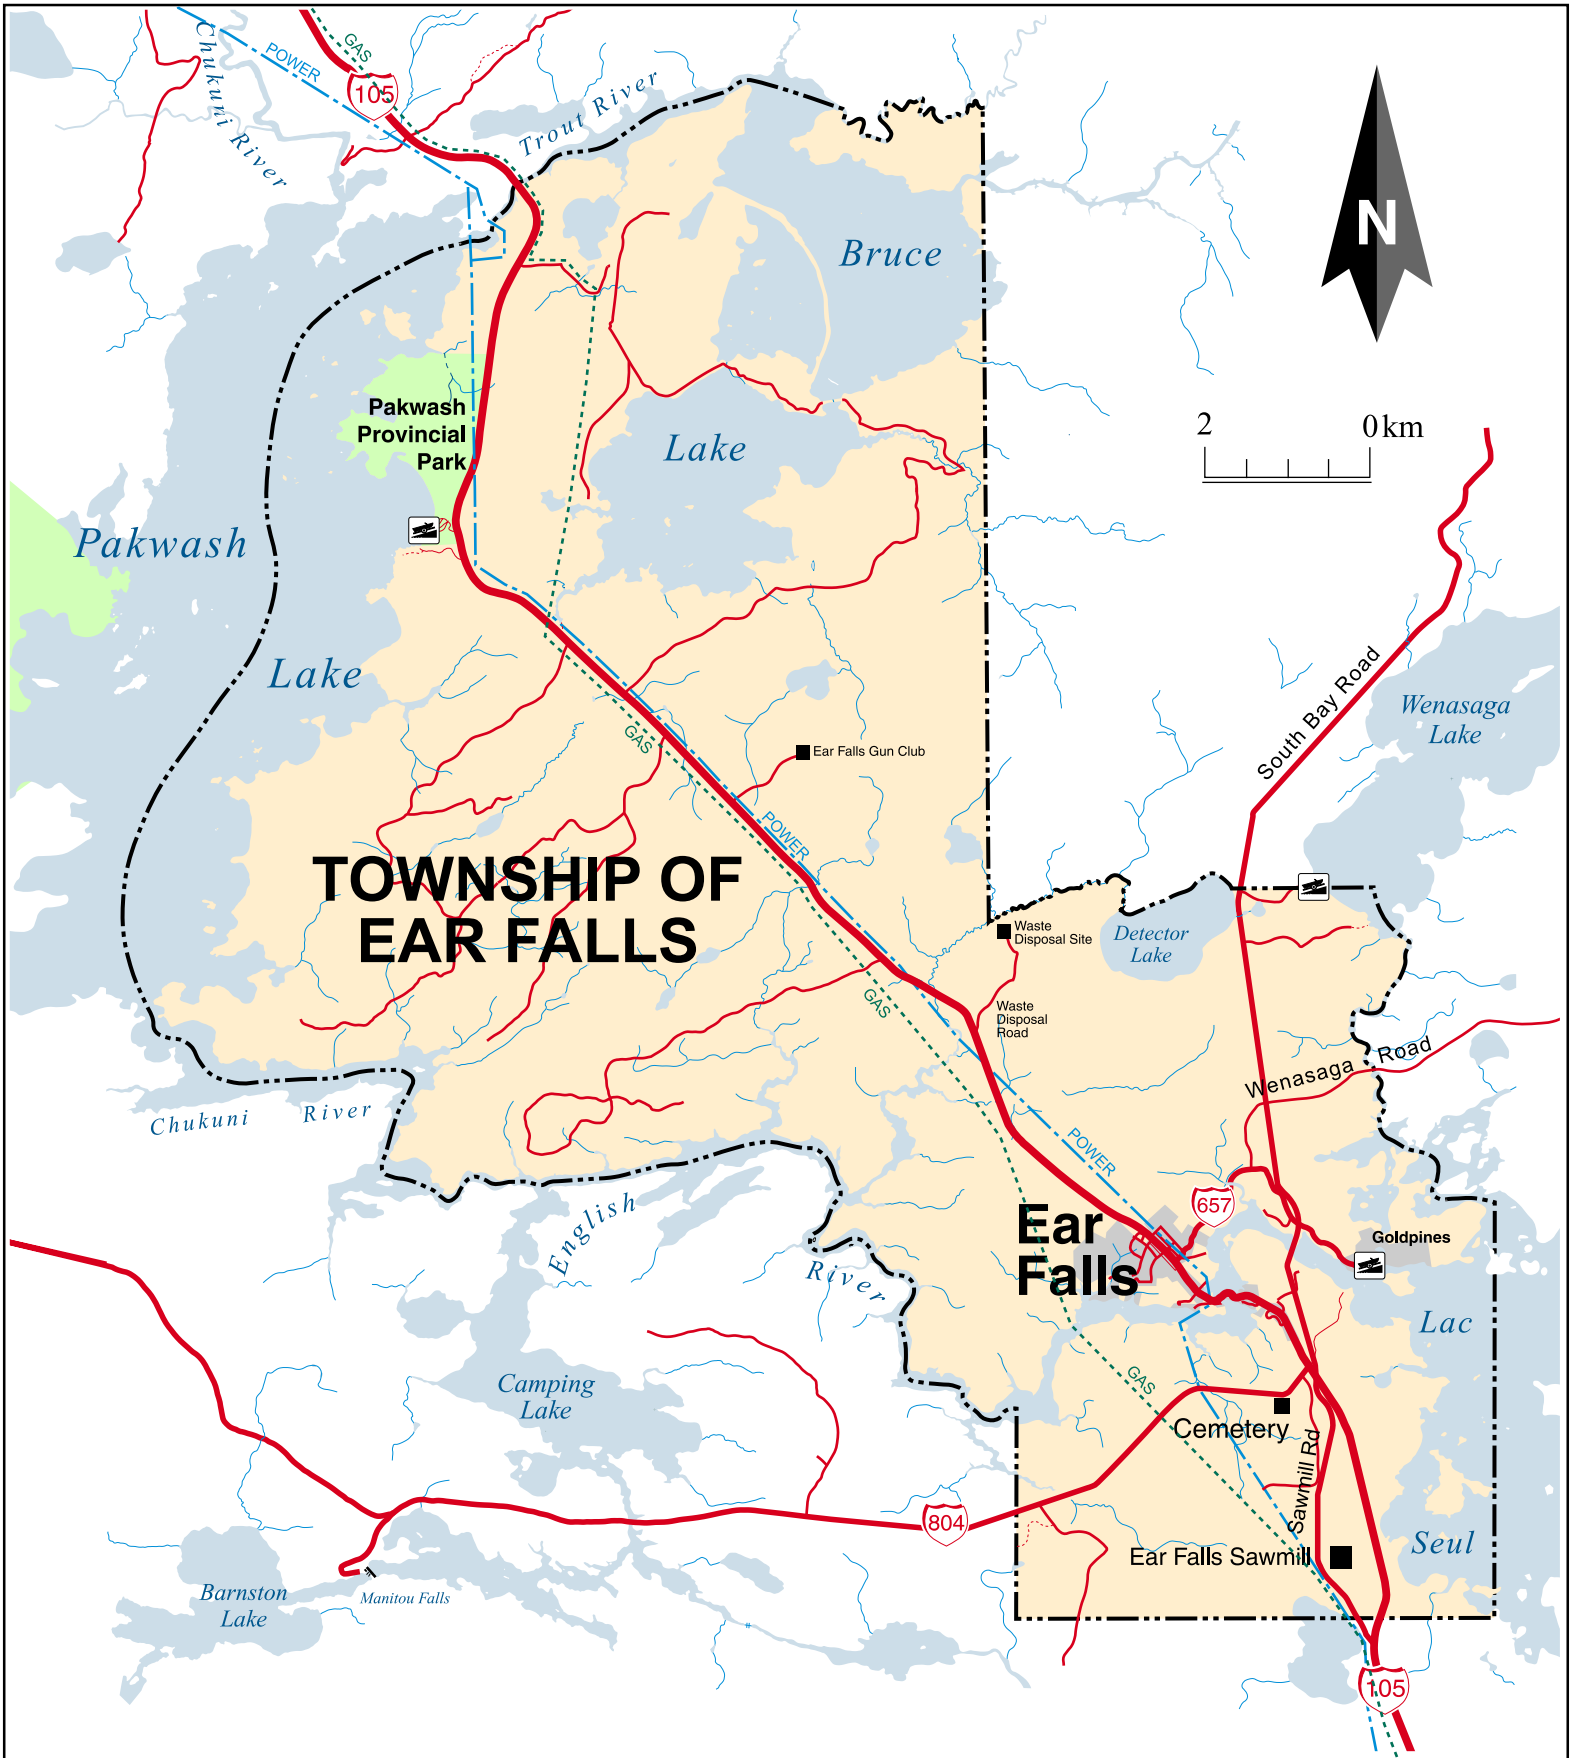 Chukuni River
POWER
GAS
105
Trout River
N
Bruce
Lake
2 0 km
Pakwash
Provincial
Park
Pakwash
Lake
South Bay Road
Wenasaga
Lake
GAS
Ear Falls Gun Club
POWER
TOWNSHIP OF
EAR FALLS
Waste
Disposal Site
Detector
Lake
GAS
Waste
Disposal
Road
Wenasaga Road
Chukuni River
POWER
657
English
River
Ear
Falls
Goldpines
Lac
Seul
Camping
Lake
GAS
Cemetery
Sawmill Rd
804
Ear Falls Sawmill
Barnston
Lake
Manitou Falls
105